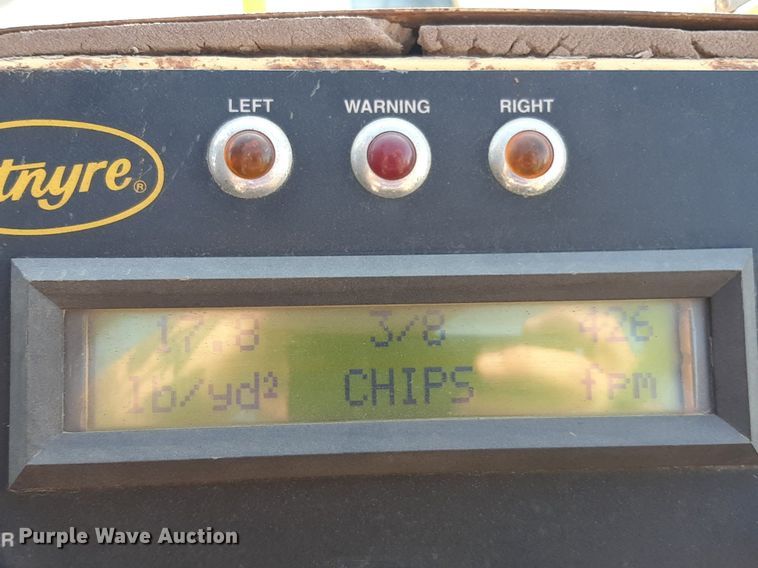 LEFT WARNING RIGHT
tnyre®
17.8 3/8 426
lb/yd² CHIPS fpm
R
Purple Wave Auction